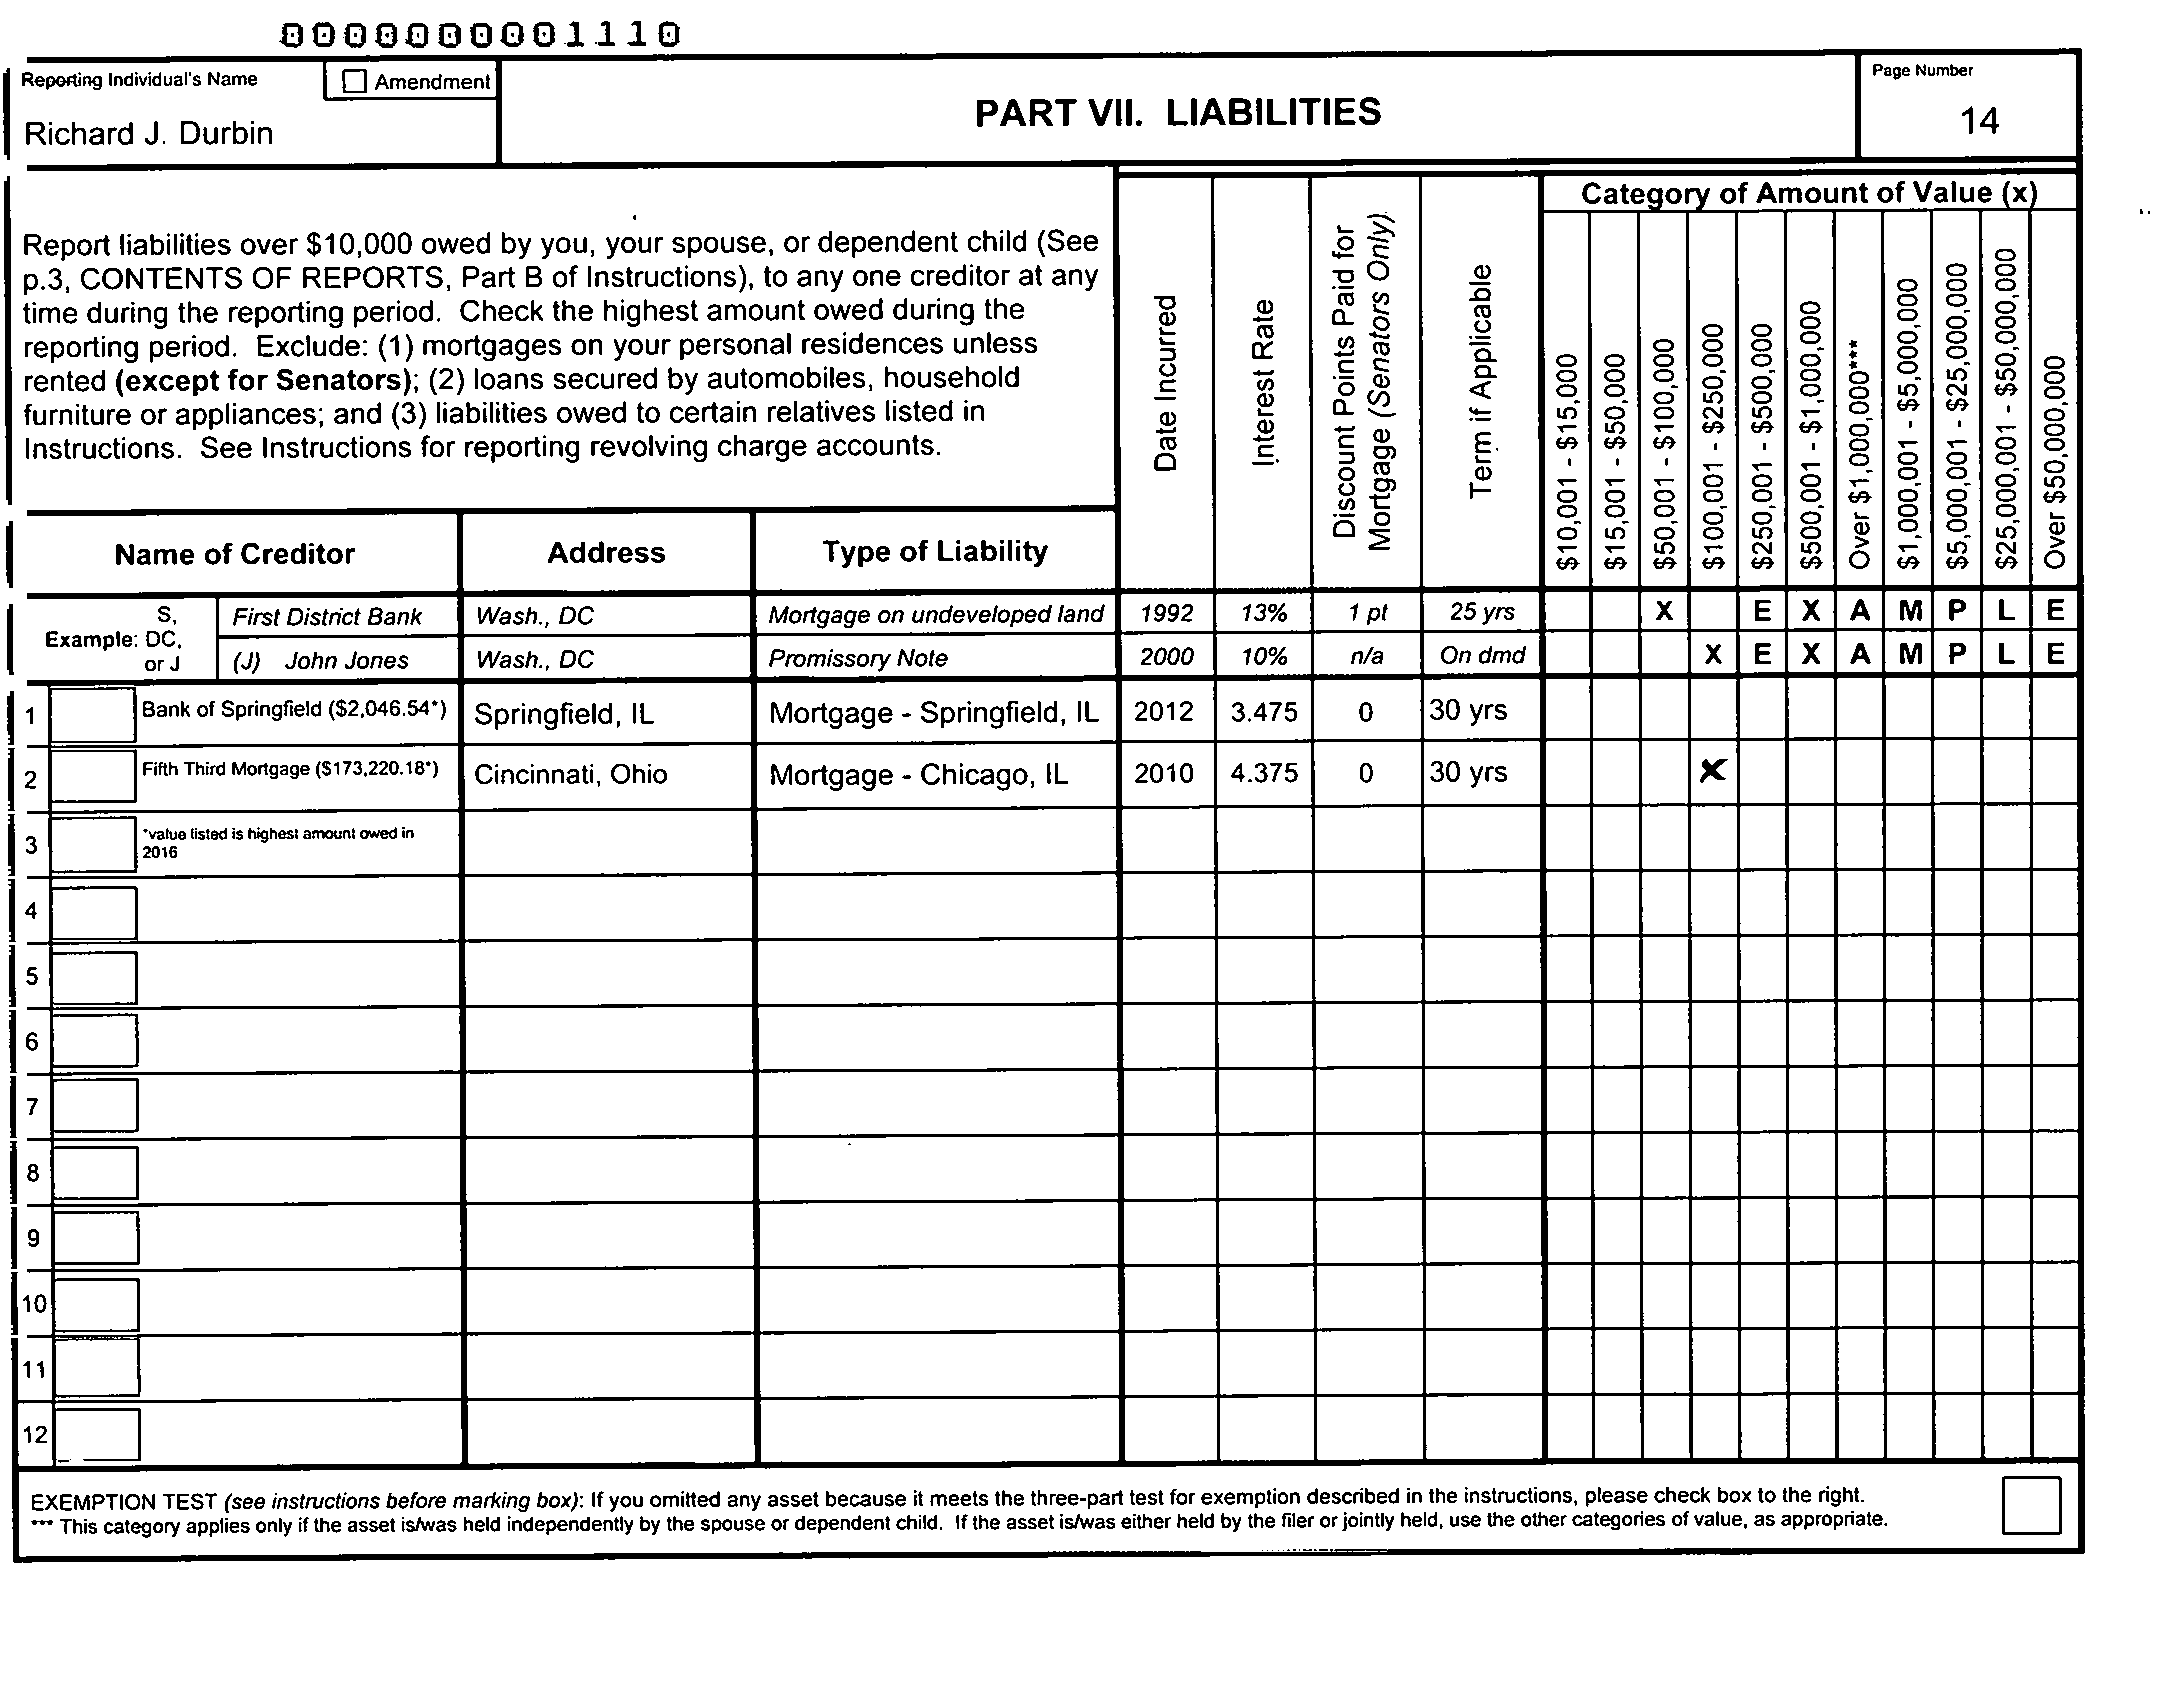 0000000001110
Reporting Individual's Name
☐ Amendment
Richard J. Durbin
PART VII. LIABILITIES
Page Number
14
Report liabilities over $10,000 owed by you, your spouse, or dependent child (See
p.3, CONTENTS OF REPORTS, Part B of Instructions), to any one creditor at any
time during the reporting period. Check the highest amount owed during the
reporting period. Exclude: (1) mortgages on your personal residences unless
rented (except for Senators); (2) loans secured by automobiles, household
furniture or appliances; and (3) liabilities owed to certain relatives listed in
Instructions. See Instructions for reporting revolving charge accounts.
Name of Creditor
Address
Type of Liability
Date Incurred
Interest Rate
Discount Points Paid for
Mortgage (Senators Only)
Term if Applicable
Category of Amount of Value (x)
$10,001 - $15,000
$15,001 - $50,000
$50,001 - $100,000
$100,001 - $250,000
$250,001 - $500,000
$500,001 - $1,000,000
Over $1,000,000***
$1,000,001 - $5,000,000
$5,000,001 - $25,000,000
$25,000,001 - $50,000,000
Over $50,000,000
Example: S,
DC,
or J
First District Bank Wash., DC Mortgage on undeveloped land 1992 13% 1 pt 25 yrs X E X A M P L E
(J) John Jones Wash., DC Promissory Note 2000 10% n/a On dmd X E X A M P L E
1 Bank of Springfield ($2,046.54*) Springfield, IL Mortgage - Springfield, IL 2012 3.475 0 30 yrs
2 Fifth Third Mortgage ($173,220.18*) Cincinnati, Ohio Mortgage - Chicago, IL 2010 4.375 0 30 yrs X
3 *value listed is highest amount owed in
2016
4
5
6
7
8
9
10
11
12
EXEMPTION TEST (see instructions before marking box): If you omitted any asset because it meets the three-part test for exemption described in the instructions, please check box to the right.
*** This category applies only if the asset is/was held independently by the spouse or dependent child. If the asset is/was either held by the filer or jointly held, use the other categories of value, as appropriate.